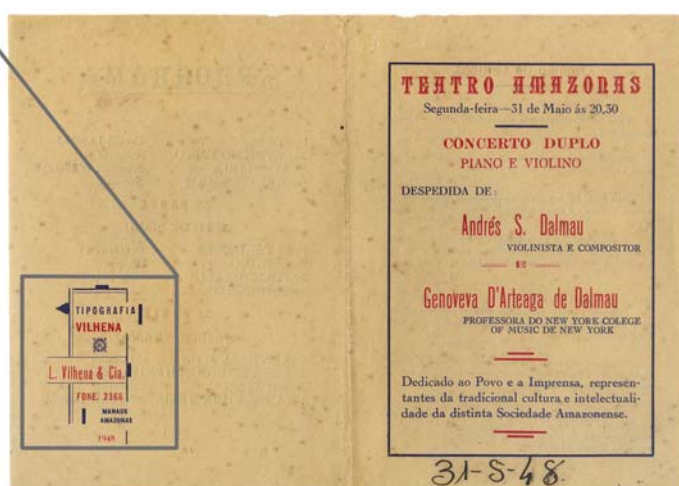 TEATRO AMAZONAS
Segunda-feira—31 de Maio ás 20,30
CONCERTO DUPLO
PIANO E VIOLINO
DESPEDIDA DE:
Andrés S. Dalmau
VIOLINISTA E COMPOSITOR
E
Genoveva D'Arteaga de Dalmau
PROFESSORA DO NEW YORK COLEGE
OF MUSIC DE NEW YORK
Dedicado ao Povo e a Imprensa, represen-
tantes da tradicional cultura e intelectuali-
dade da distinta Sociedade Amazonense.
31-5-48
TIPOGRAFIA
VILHENA
L. Vilhena & Cia.
FONE. 2366
MANAUS
AMAZONAS
1948